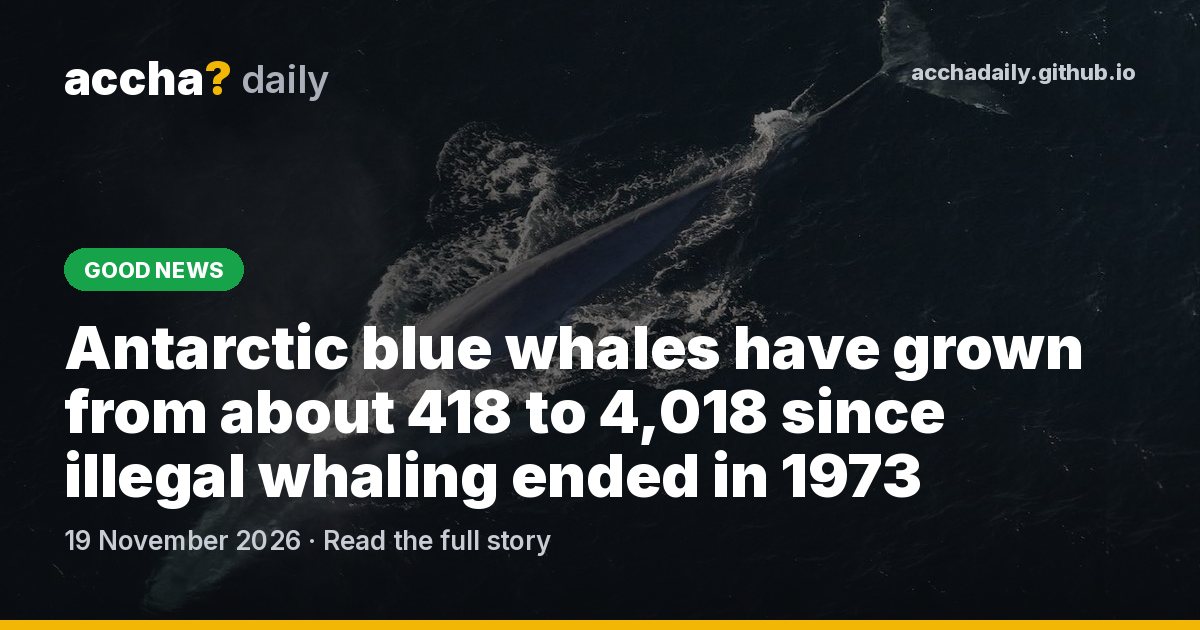 accha? daily
acchadaily.github.io
GOOD NEWS
Antarctic blue whales have grown
from about 418 to 4,018 since
illegal whaling ended in 1973
19 November 2026 · Read the full story